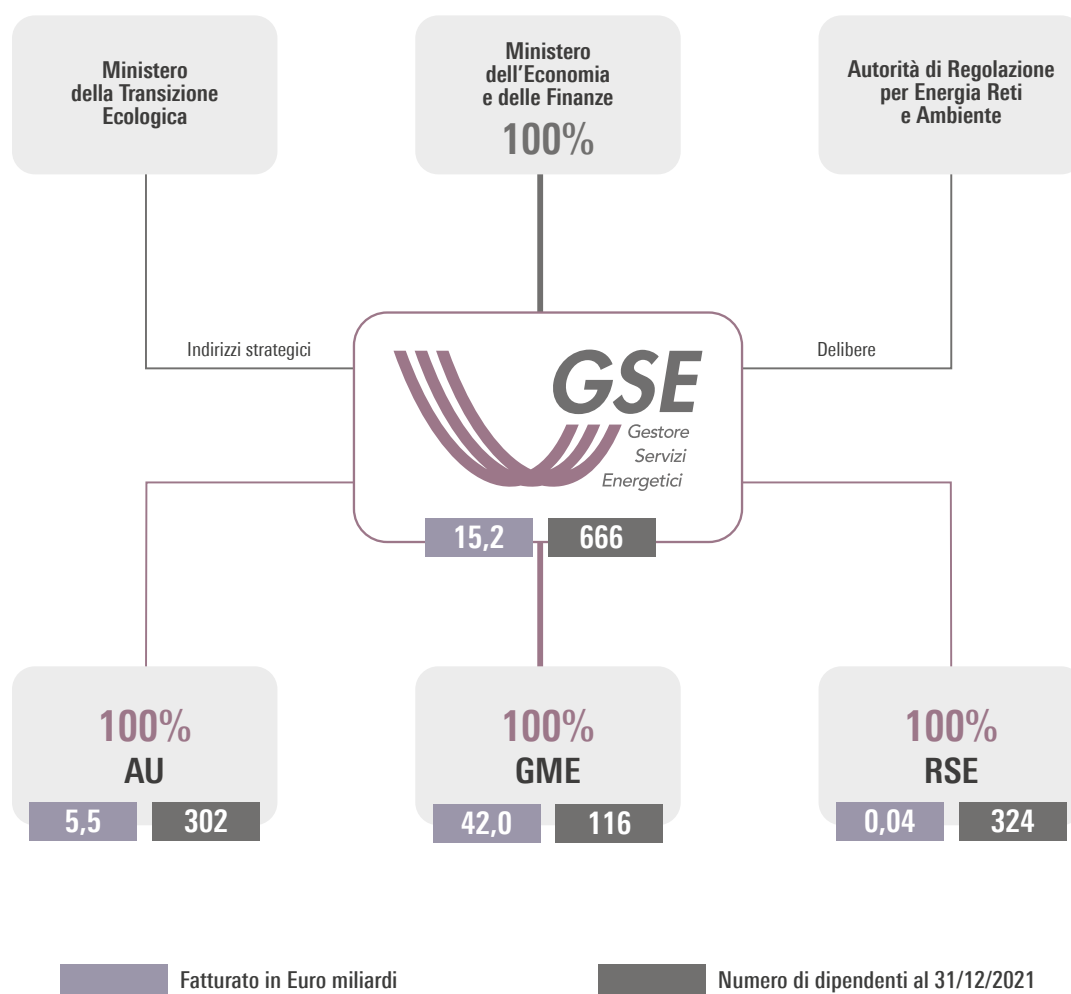 Ministero
della Transizione
Ecologica
Ministero
dell'Economia
e delle Finanze
100%
Autorità di Regolazione
per Energia Reti
e Ambiente
Indirizzi strategici
Delibere
GSE
Gestore
Servizi
Energetici
15,2
666
100%
AU
5,5
302
100%
GME
42,0
116
100%
RSE
0,04
324
Fatturato in Euro miliardi
Numero di dipendenti al 31/12/2021